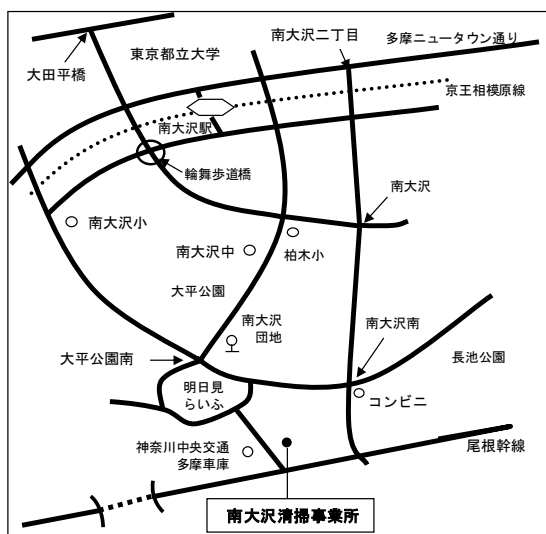 南大沢二丁目
多摩ニュータウン通り
東京都立大学
大田平橋
京王相模原線
南大沢駅
輪舞歩道橋
南大沢
南大沢小
南大沢中
柏木小
大平公園
南大沢
団地
南大沢南
大平公園南
長池公園
明日見
らいふ
コンビニ
神奈川中央交通
多摩車庫
尾根幹線
南大沢清掃事業所